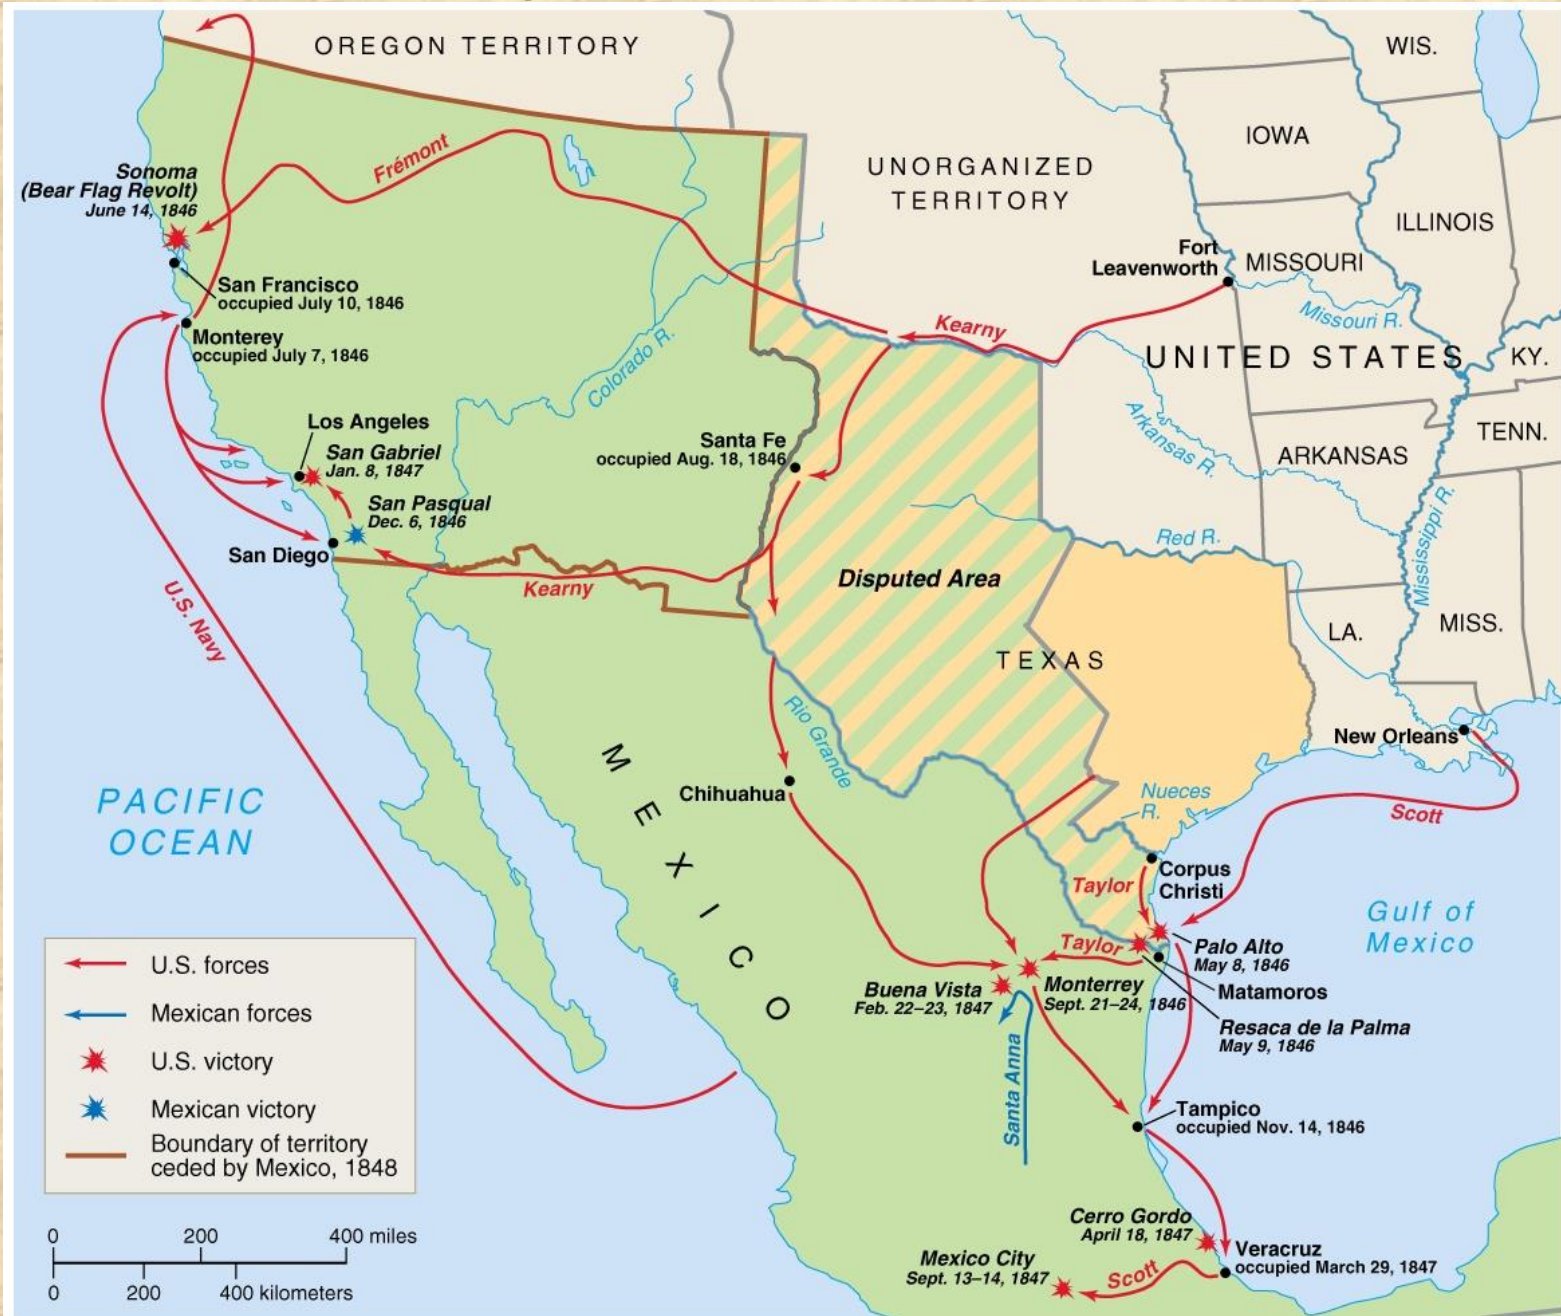 OREGON TERRITORY
WIS.
IOWA
UNORGANIZED
TERRITORY
ILLINOIS
Frémont
Sonoma
(Bear Flag Revolt)
June 14, 1846
Fort
Leavenworth
MISSOURI
San Francisco
occupied July 10, 1846
Monterey
occupied July 7, 1846
Kearny
Missouri R.
UNITED STATES
KY.
Colorado R.
Los Angeles
San Gabriel
Jan. 8, 1847
Santa Fe
occupied Aug. 18, 1846
Arkansas R.
ARKANSAS
TENN.
San Pasqual
Dec. 6, 1846
San Diego
Kearny
Disputed Area
Red R.
Mississippi R.
U.S. Navy
TEXAS
LA.
MISS.
Rio Grande
New Orleans
MEXICO
Chihuahua
Nueces
R.
Scott
PACIFIC
OCEAN
Corpus
Christi
Taylor
Gulf of
Mexico
Taylor
Palo Alto
May 8, 1846
Buena Vista
Feb. 22–23, 1847
Monterrey
Sept. 21–24, 1846
Matamoros
Resaca de la Palma
May 9, 1846
Santa Anna
Tampico
occupied Nov. 14, 1846
Cerro Gordo
April 18, 1847
Veracruz
occupied March 29, 1847
Mexico City
Sept. 13–14, 1847
Scott
U.S. forces
Mexican forces
U.S. victory
Mexican victory
Boundary of territory
ceded by Mexico, 1848
0 200 400 miles
0 200 400 kilometers